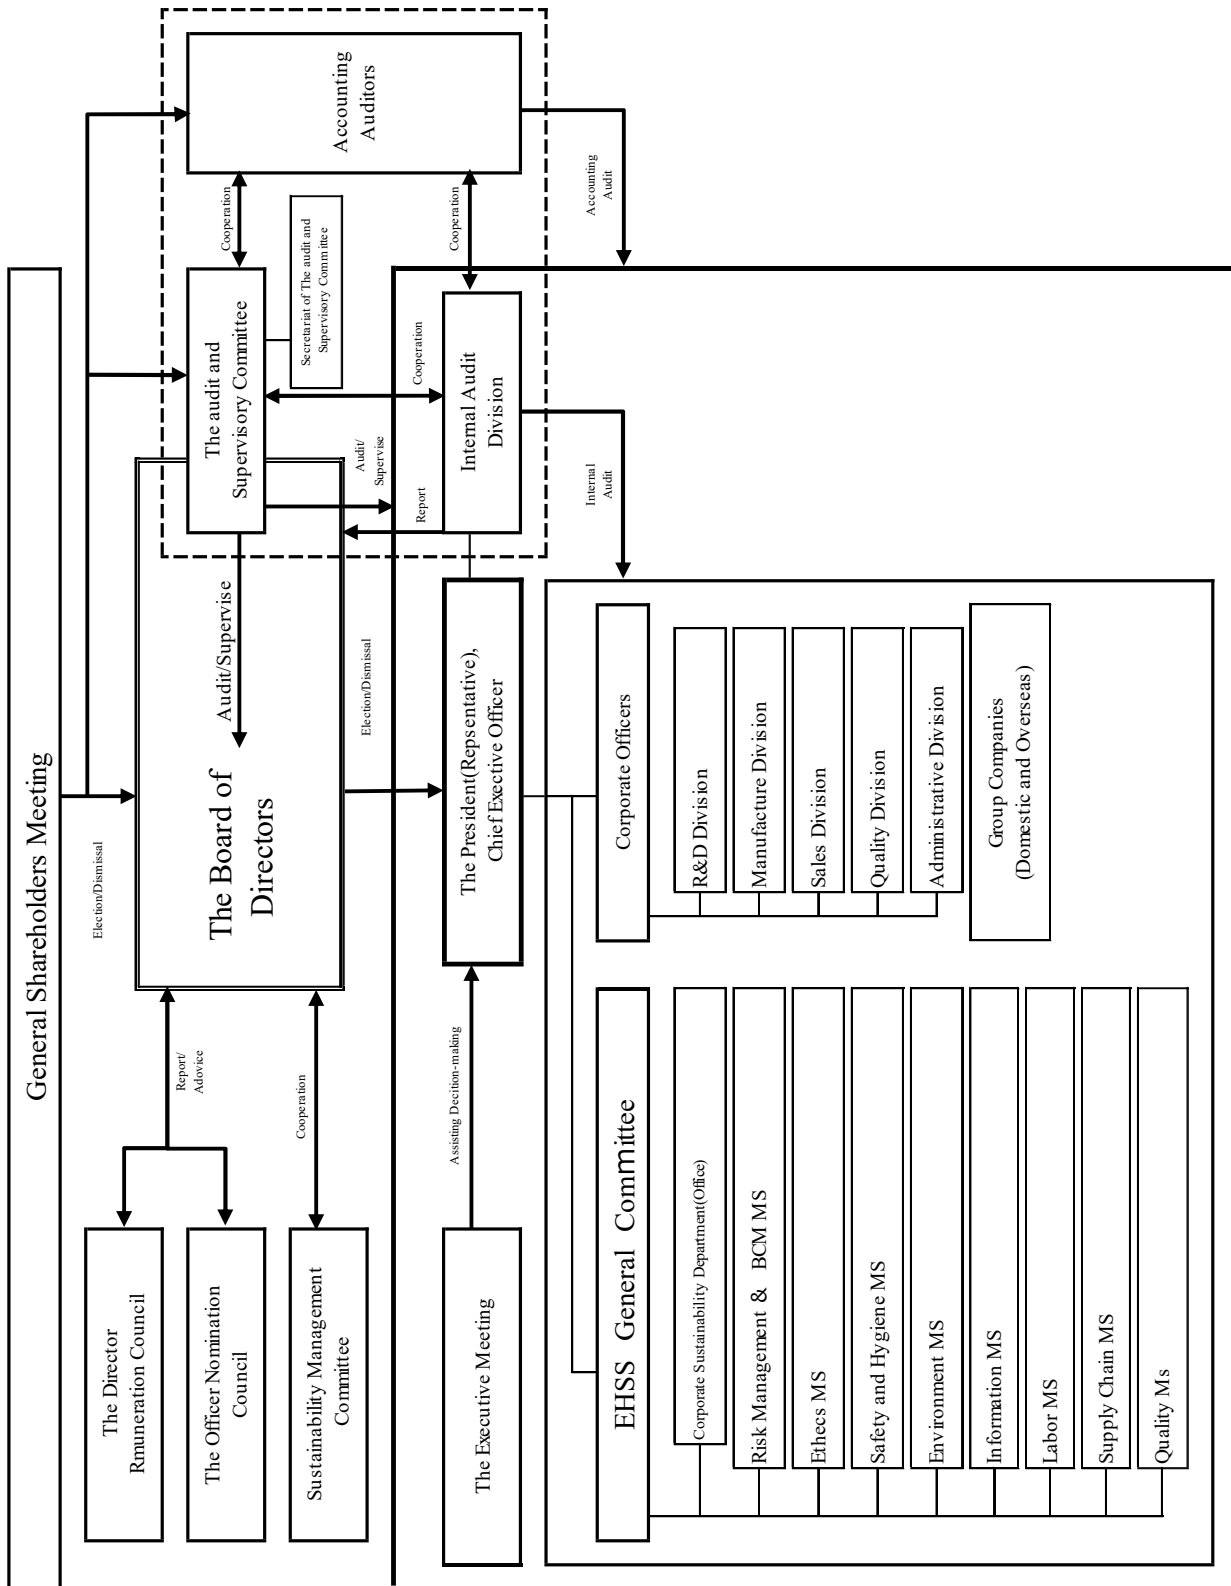 General Shareholders Meeting
Election/Dismissal
The Director
Rmuneration Council
The Officer Nomination
Council
Sustainability Management
Committee
Report/
Adovice
Cooperation
The Board of
Directors
Audit/Supervise
The audit and
Supervisory Committee
Cooperation
Secretariat of The audit and
Supervisory Committee
Accounting
Auditors
Election/Dismissal
Audit/
Supervise
Report
Cooperation
Cooperation
The Executive Meeting
Assisting Decition-making
The President(Repsentative),
Chief Exective Officer
Internal Audit
Division
Internal
Audit
Accounting
Audit
EHSS General Committee
Corporate Sustainability Department(Office)
Risk Management & BCM MS
Ethecs MS
Safety and Hygiene MS
Environment MS
Information MS
Labor MS
Supply Chain MS
Quality Ms
Corporate Officers
R&D Division
Manufacture Division
Sales Division
Quality Division
Administrative Division
Group Companies
(Domestic and Overseas)